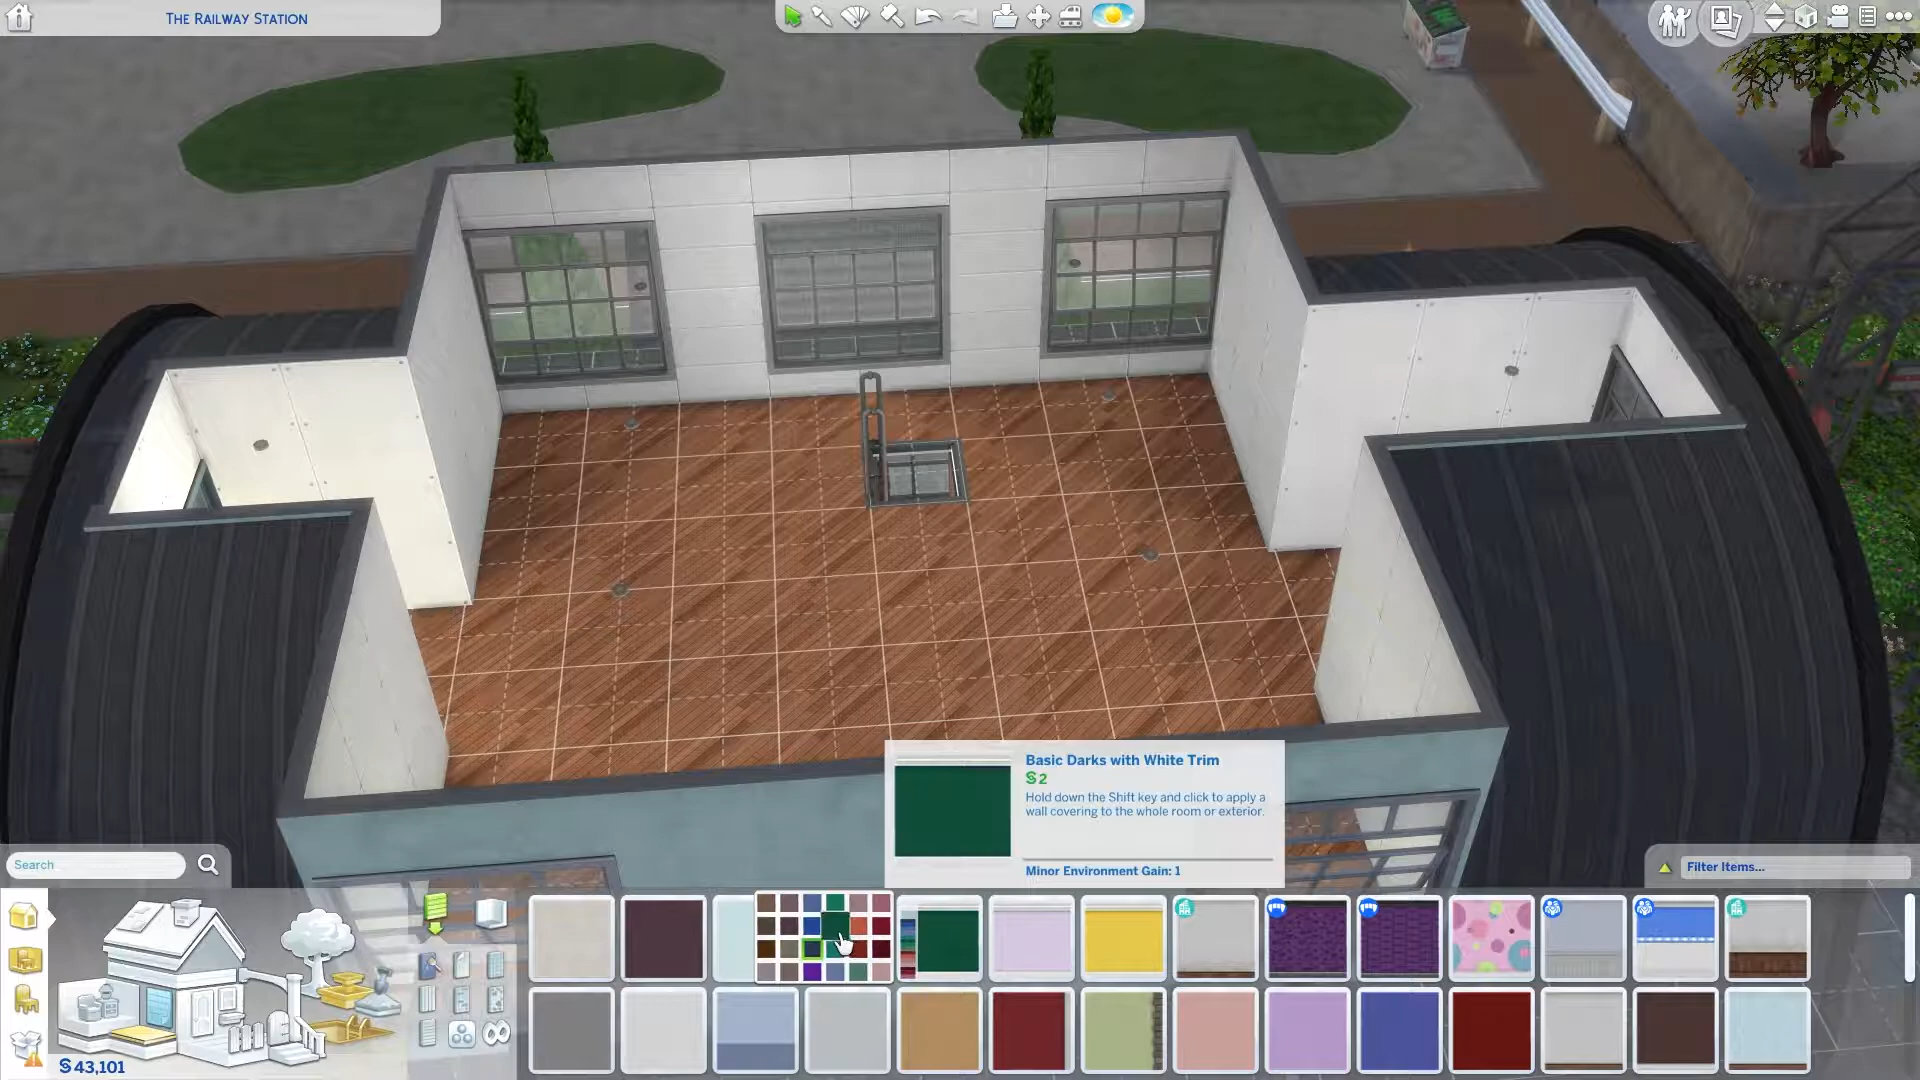 THE RAILWAY STATION
Basic Darks with White Trim
§2
Hold down the Shift key and click to apply a
wall covering to the whole room or exterior.
Minor Environment Gain: 1
Search
Filter Items...
§43,101